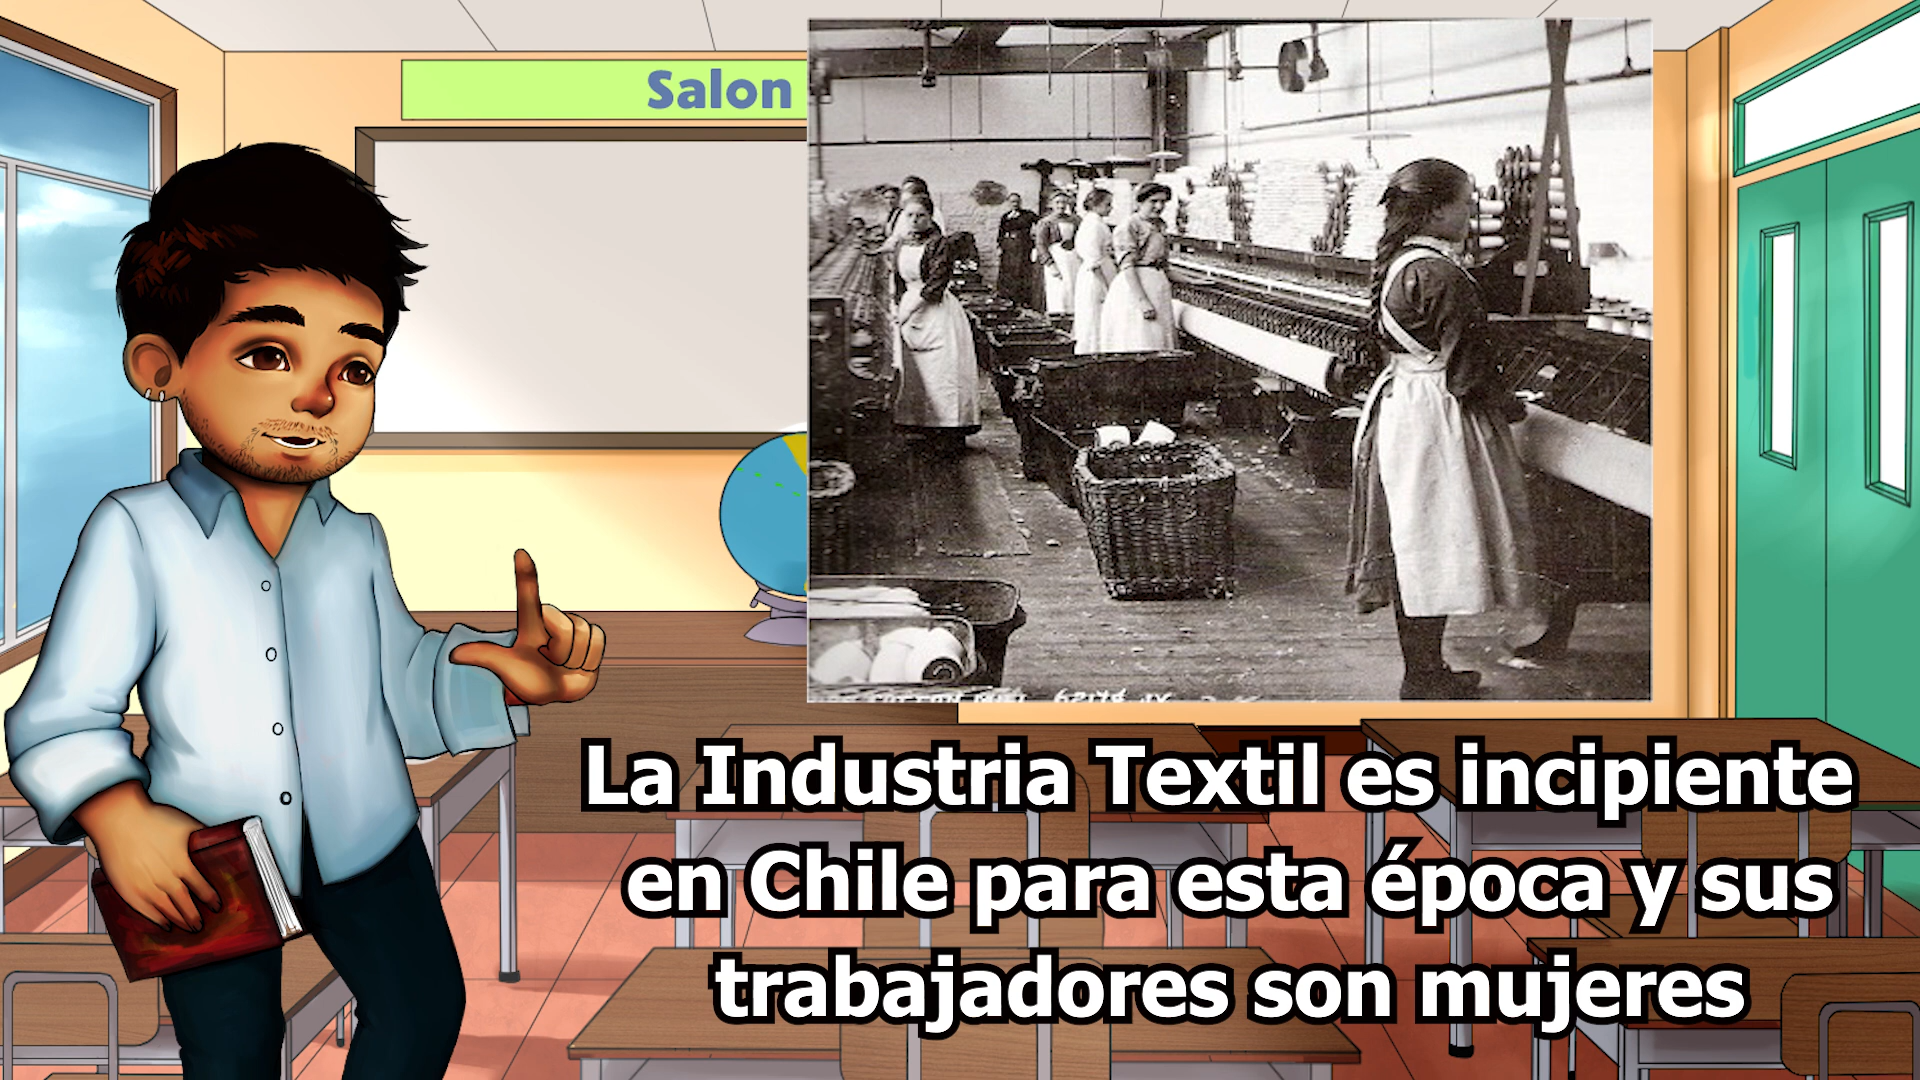 Salon
La Industria Textil es incipiente
en Chile para esta época y sus
trabajadores son mujeres